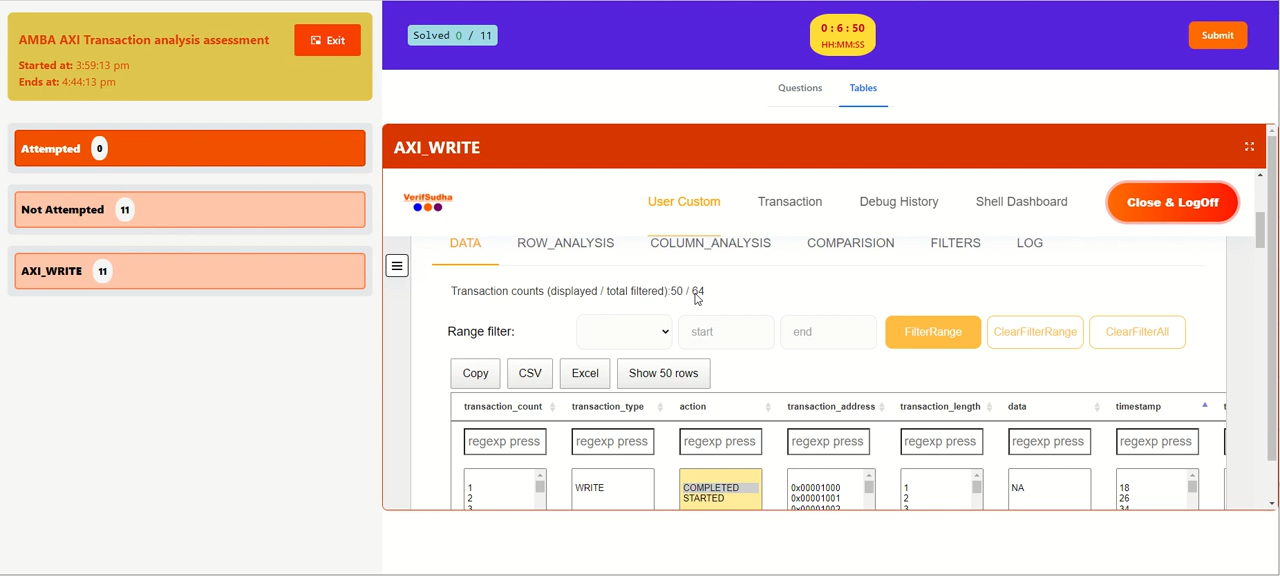 AMBA AXI Transaction analysis assessment
Exit
Started at: 3:59:13 pm
Ends at: 4:44:13 pm
Attempted 0
Not Attempted 11
AXI_WRITE 11
Solved 0 / 11
0 : 6 : 50
HH:MM:SS
Submit
Questions Tables
AXI_WRITE
VerifSudha
User Custom Transaction Debug History Shell Dashboard Close & LogOff
DATA ROW_ANALYSIS COLUMN_ANALYSIS COMPARISION FILTERS LOG
Transaction counts (displayed / total filtered):50 / 64
Range filter: start end FilterRange ClearFilterRange ClearFilterAll
Copy CSV Excel Show 50 rows
transaction_count transaction_type action transaction_address transaction_length data timestamp
regexp press regexp press regexp press regexp press regexp press regexp press regexp press
1 WRITE COMPLETED 0x00001000 1 NA 18
2 STARTED 0x00001001 2 26
3 0x00001002 3 34